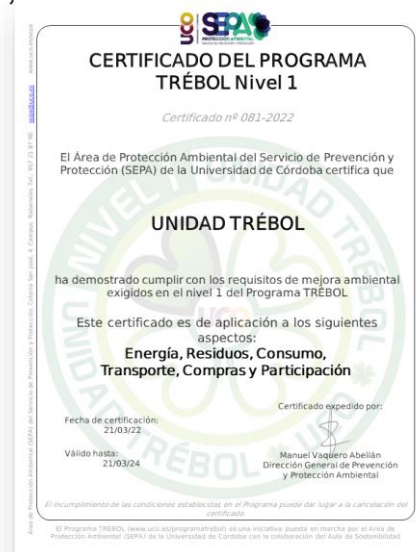 uco
SEPA
PROTECCIÓN AMBIENTAL
CERTIFICADO DEL PROGRAMA
TRÉBOL Nivel 1
Certificado nº 081-2022
El Área de Protección Ambiental del Servicio de Prevención y
Protección (SEPA) de la Universidad de Córdoba certifica que
UNIDAD TRÉBOL
ha demostrado cumplir con los requisitos de mejora ambiental
exigidos en el nivel 1 del Programa TRÉBOL
Este certificado es de aplicación a los siguientes
aspectos:
Energía, Residuos, Consumo,
Transporte, Compras y Participación
Fecha de certificación:
21/03/22
Válido hasta:
21/03/24
Certificado expedido por:
Manuel Vaquero Abellán
Dirección General de Prevención
y Protección Ambiental
El incumplimiento de las condiciones establecidas en el Programa puede dar lugar a la cancelación del
certificado.
El Programa TREBOL (www.uco.es/programatrebol) es una iniciativa puesta en marcha por el Área de
Protección Ambiental (SEPA) de la Universidad de Córdoba con la colaboración del Aula de Sostenibilidad
UNIDAD TRÉBOL
NIVEL 1